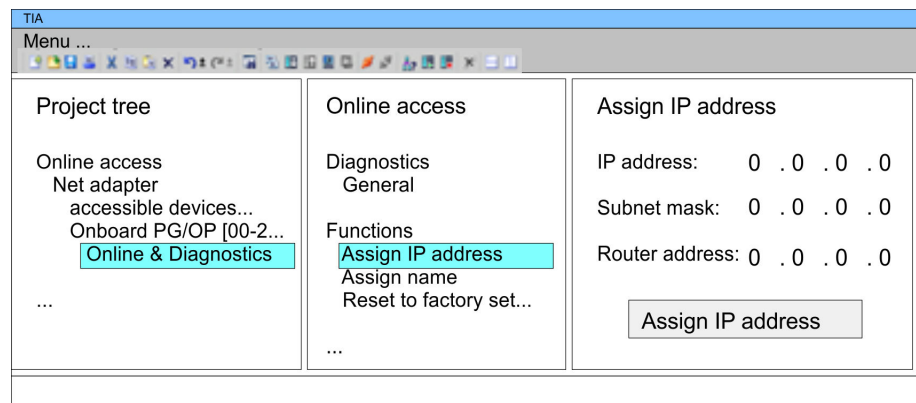 TIA
Menu ...
Project tree
Online access
Net adapter
accessible devices...
Onboard PG/OP [00-2...
Online & Diagnostics
...
Online access
Diagnostics
General
Functions
Assign IP address
Assign name
Reset to factory set...
...
Assign IP address
IP address: 0 . 0 . 0 . 0
Subnet mask: 0 . 0 . 0 . 0
Router address: 0 . 0 . 0 . 0
Assign IP address